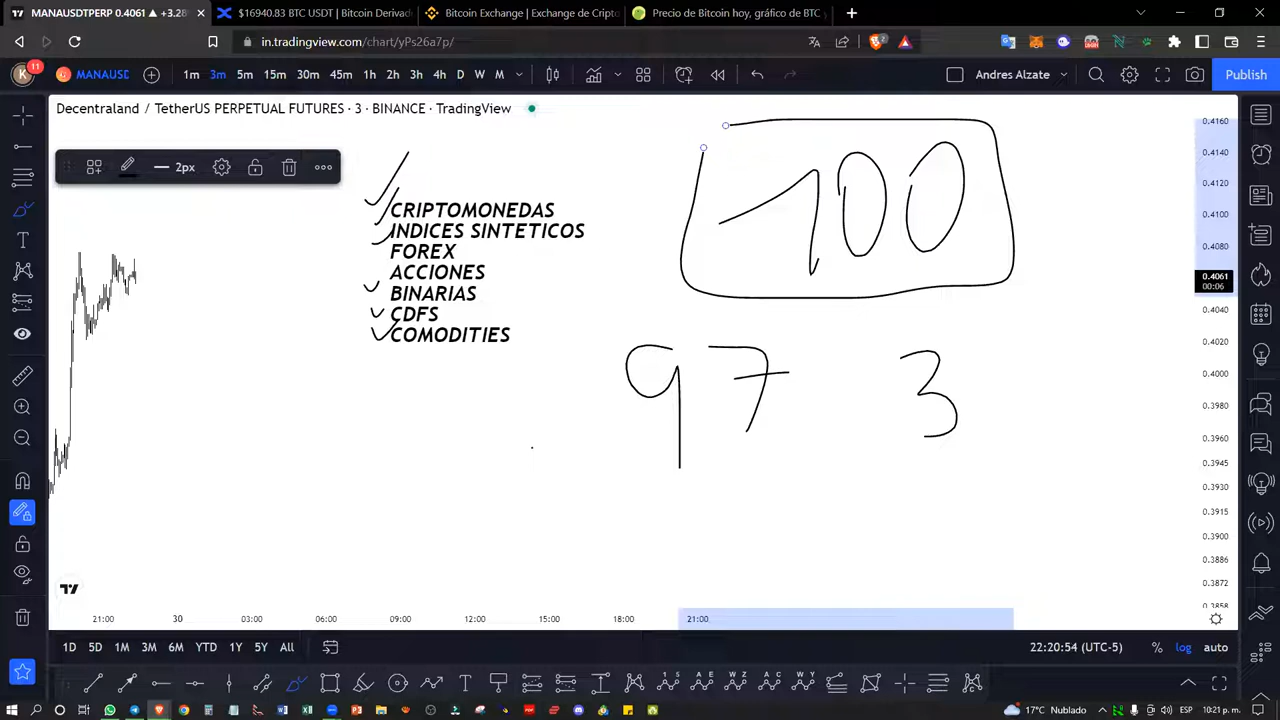 MANAUSDTPERP 0.4061 ▲ +3.28
$16940.83 BTC USDT | Bitcoin Derivad
Bitcoin Exchange | Exchange de Cripto
Precio de Bitcoin hoy, gráfico de BTC y
in.tradingview.com/chart/yPs26a7p/
2
11
MANAUSD
1m 3m 5m 15m 30m 45m 1h 2h 3h 4h D W M
Andres Alzate
Publish
Decentraland / TetherUS PERPETUAL FUTURES · 3 · BINANCE · TradingView
2px
CRIPTOMONEDAS
INDICES SINTETICOS
FOREX
ACCIONES
BINARIAS
CDFS
COMODITIES
100
97 3
0.4160
0.4140
0.4120
0.4100
0.4080
0.4061
00:06
0.4040
0.4020
0.4000
0.3980
0.3960
0.3945
0.3930
0.3915
0.3900
0.3886
0.3872
0.3858
21:00 30 03:00 06:00 09:00 12:00 15:00 18:00 21:00
1D 5D 1M 3M 6M YTD 1Y 5Y All
22:20:54 (UTC-5) % log auto
17°C Nublado
ESP
10:21 p. m.